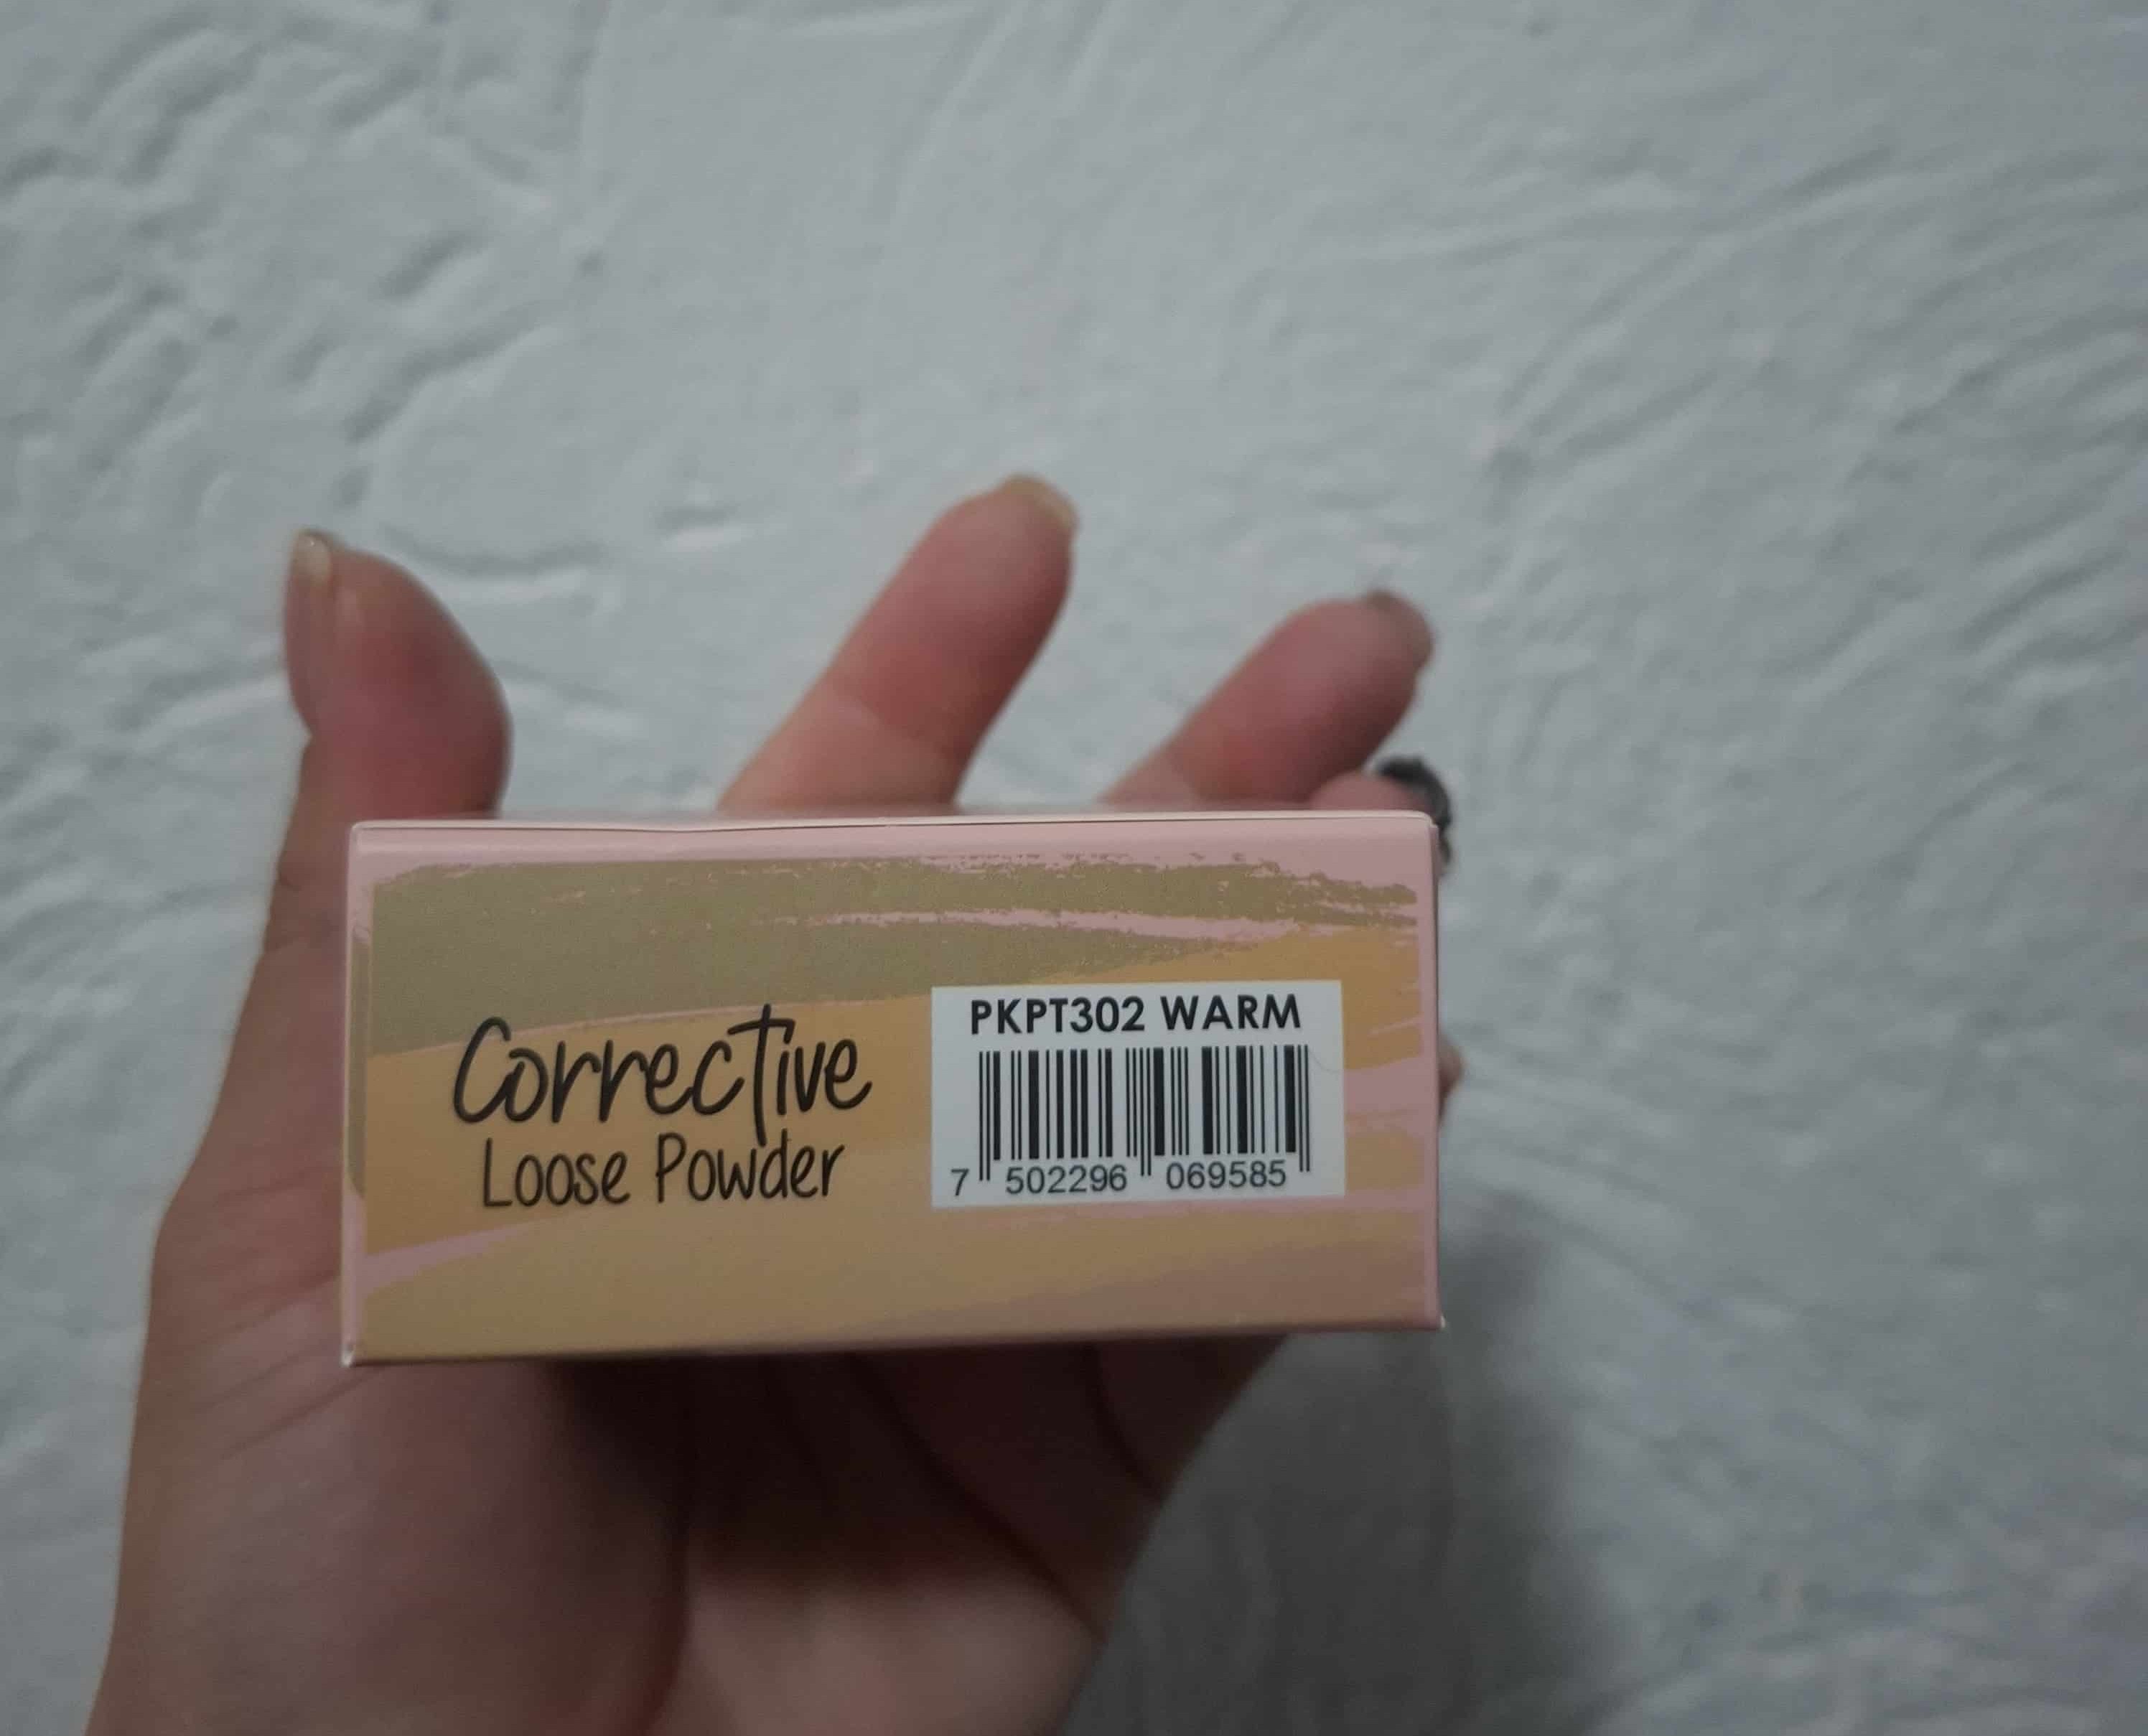 Corrective
Loose Powder
PKPT302 WARM
7 502296 069585